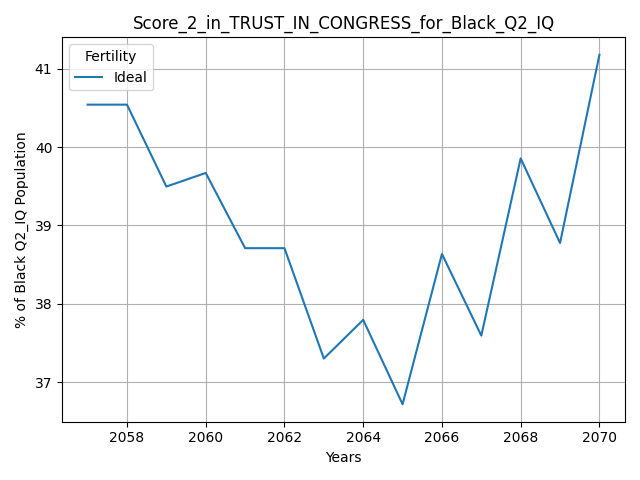 Score_2_in_TRUST_IN_CONGRESS_for_Black_Q2_IQ
Fertility
Ideal
% of Black Q2_IQ Population
41
40
39
38
37
2058 2060 2062 2064 2066 2068 2070
Years